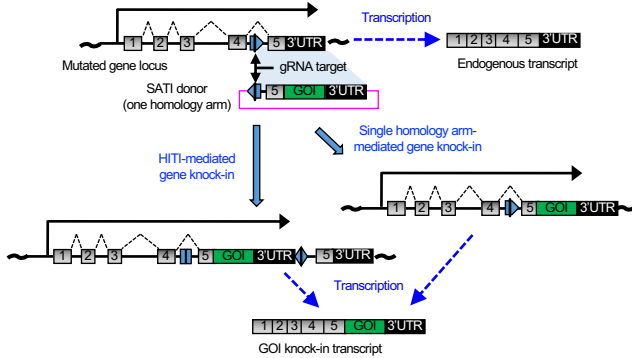 Transcription
1 2 3 4 5 3'UTR
1 2 3 4 5 3'UTR
Mutated gene locus
gRNA target
Endogenous transcript
SATI donor
(one homology arm)
5 GOI 3'UTR
HITI-mediated
gene knock-in
Single homology arm-
mediated gene knock-in
1 2 3 4 5 GOI 3'UTR
1 2 3 4 5 GOI 3'UTR 5 3'UTR
Transcription
1 2 3 4 5 GOI 3'UTR
GOI knock-in transcript